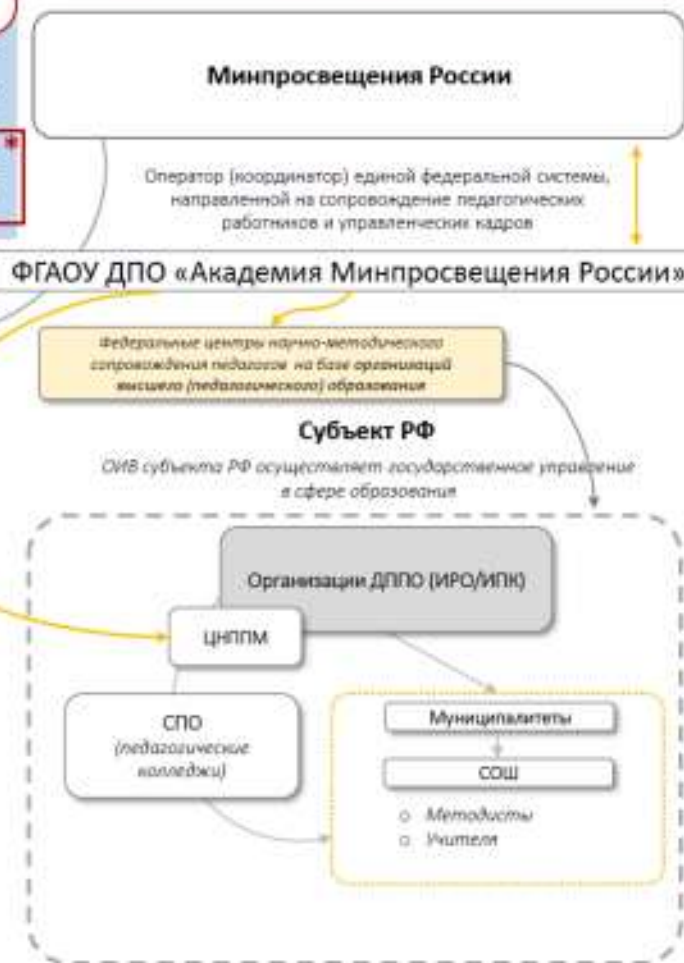 Минпросвещения России
Оператор (координатор) единой федеральной системы,
направленной на сопровождение педагогических
работников и управленческих кадров
ФГАОУ ДПО «Академия Минпросвещения России»
Федеральные центры научно-методического
сопровождения педагогов на базе организаций
высшего (педагогического) образования
Субъект РФ
ОИВ субъекта РФ осуществляет государственное управление
в сфере образования
Организации ДППО (ИРО/ИПК)
ЦНППМ
СПО
(педагогические
колледжи)
Муниципалитеты
СОШ
o Методисты
o Учителя